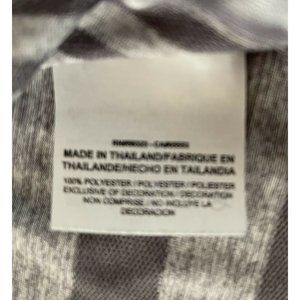 MADE IN THAILAND/FABRIQUE EN
THAILANDE/HECHO EN TAILANDIA
100% POLYESTER / POLYESTER / POLIESTER
EXCLUSIVE OF DECORATION / DECORATION
NON COMPRISE / NO INCLUYE LA
DECORACION